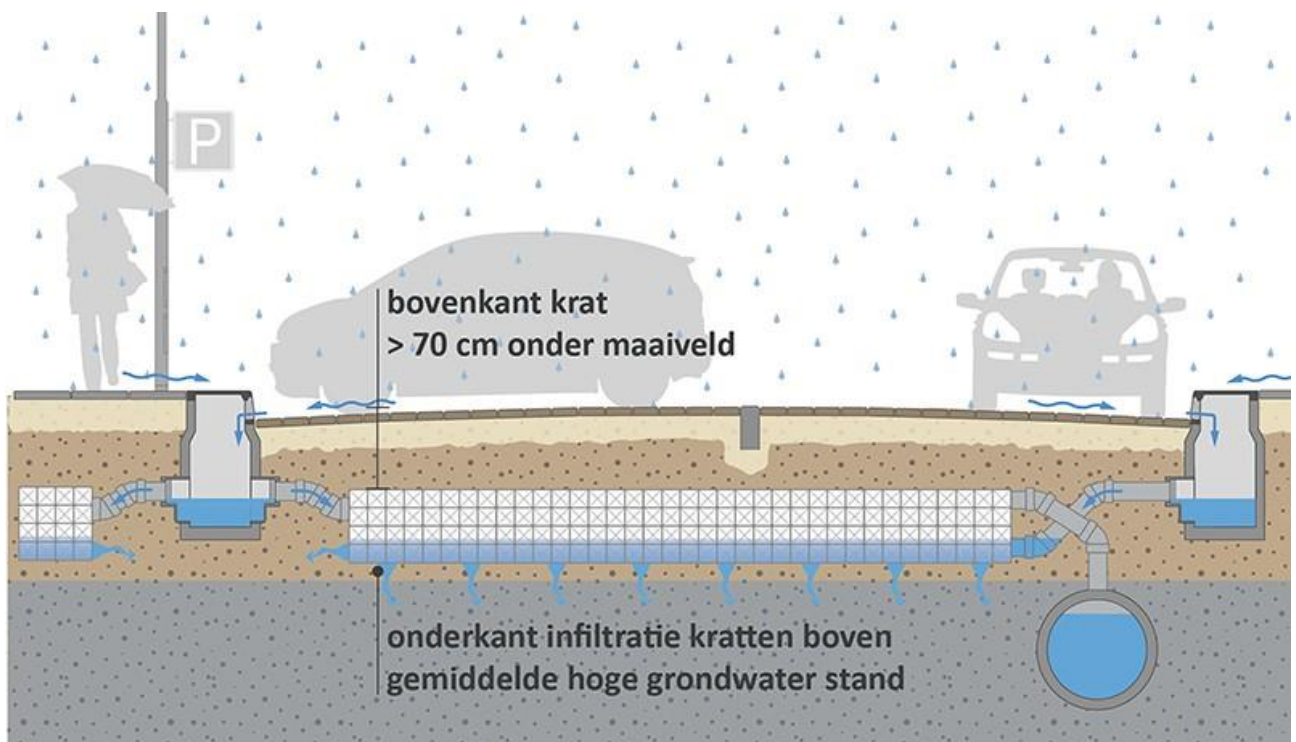 P
bovenkant krat
> 70 cm onder maaiveld
onderkant infiltratie kratten boven
gemiddelde hoge grondwater stand